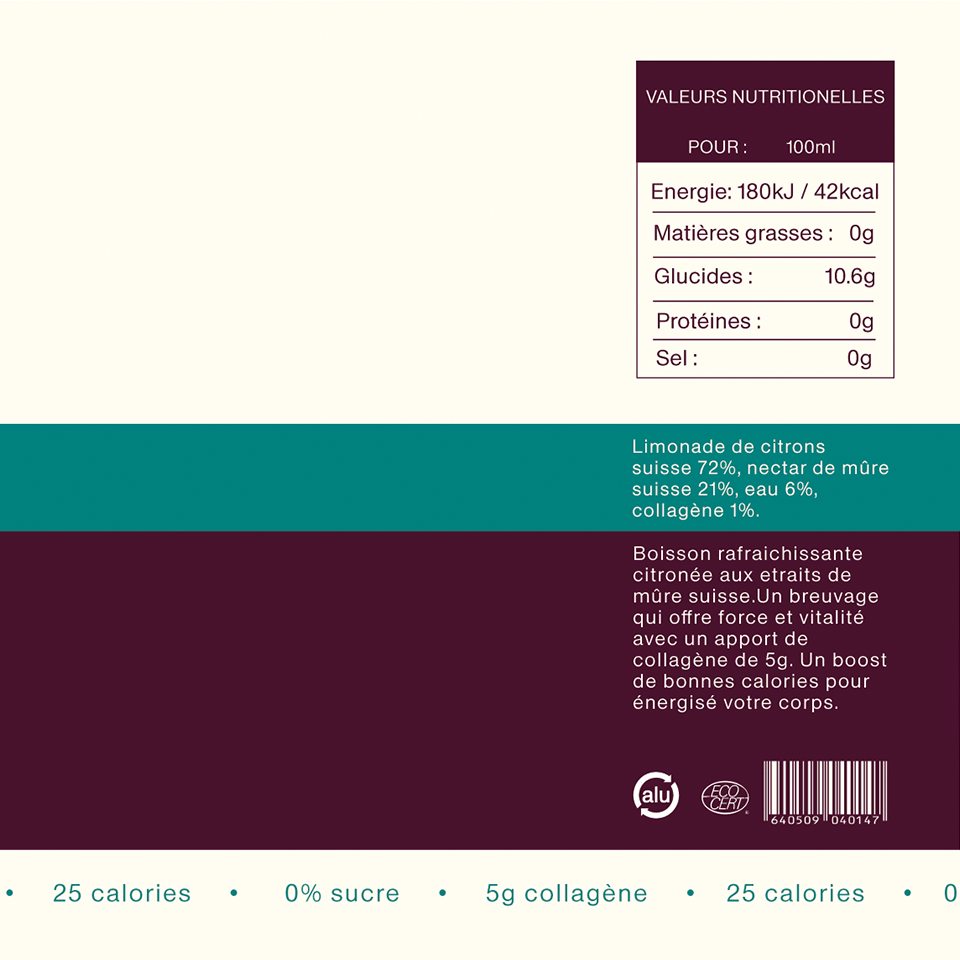 VALEURS NUTRITIONELLES
POUR : 100ml
Energie: 180kJ / 42kcal
Matières grasses : 0g
Glucides : 10.6g
Protéines : 0g
Sel : 0g
Limonade de citrons
suisse 72%, nectar de mûre
suisse 21%, eau 6%,
collagène 1%.
Boisson rafraichissante
citronée aux etraits de
mûre suisse.Un breuvage
qui offre force et vitalité
avec un apport de
collagène de 5g. Un boost
de bonnes calories pour
énergisé votre corps.
alu
ECO
CERT
®
640509 040147
• 25 calories • 0% sucre • 5g collagène • 25 calories • 0